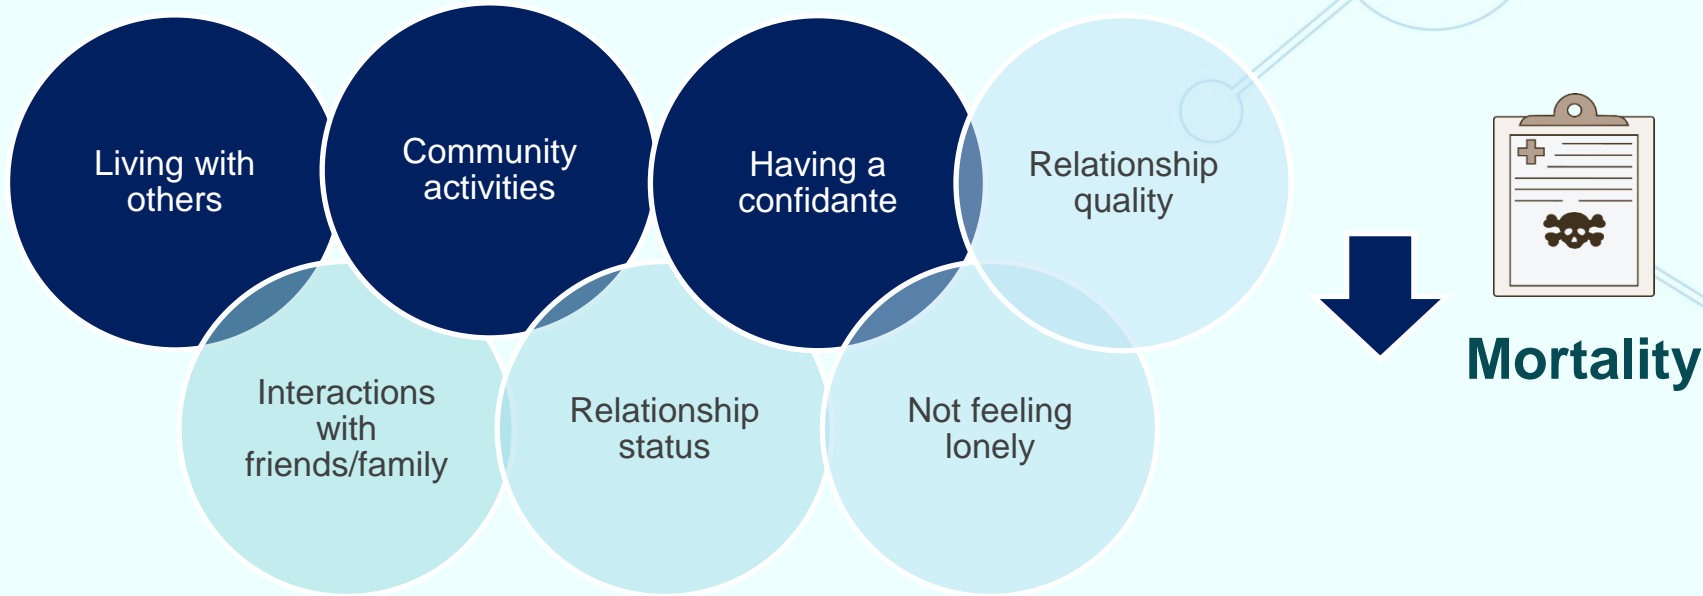 Living with
others
Community
activities
Having a
confidante
Relationship
quality
Interactions
with
friends/family
Relationship
status
Not feeling
lonely
Mortality